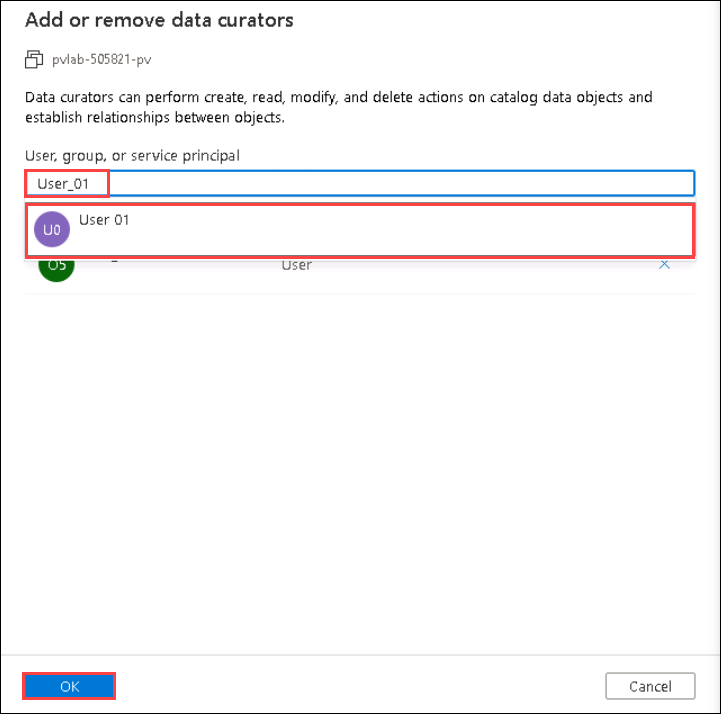 Add or remove data curators
pvlab-505821-pv
Data curators can perform create, read, modify, and delete actions on catalog data objects and
establish relationships between objects.
User, group, or service principal
User_01
U0 User 01
O5 User
OK Cancel